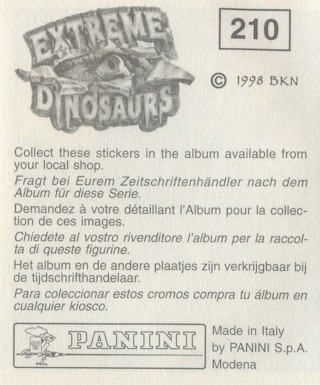 EXTREME
DINOSAURS
210
© 1998 BKN
Collect these stickers in the album available from
your local shop.
Fragt bei Eurem Zeitschriftenhändler nach dem
Album für diese Serie.
Demandez à votre détaillant l'Album pour la collec-
tion de ces images.
Chiedete al vostro rivenditore l'album per la raccol-
ta di queste figurine.
Het album en de andere plaatjes zijn verkrijgbaar bij
de tijdschrifthandelaar.
Para coleccionar estos cromos compra tu álbum en
cualquier kiosco.
PANINI
Made in Italy
by PANINI S.p.A.
Modena